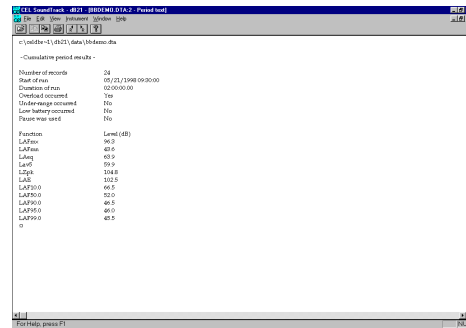 CEL SoundTrack - dB21 - [BBDEMO.DTA:2 - Period text]
File Edit View Instrument Window Help
c:\celdbe~1\db21\data\bbdemo.dta
- Cumulative period results -
Number of records 24
Start of run 05/21/1998 09:30:00
Duration of run 02:00:00.00
Overload occurred Yes
Under-range occurred No
Low battery occurred No
Pause was used No
Function Level (dB)
LAFmx 96.3
LAFmn 43.6
LAeq 63.9
Lav5 59.9
LZpk 104.8
LAE 102.5
LAF10.0 66.5
LAF50.0 52.0
LAF90.0 46.5
LAF95.0 46.0
LAF99.0 45.5
For Help, press F1